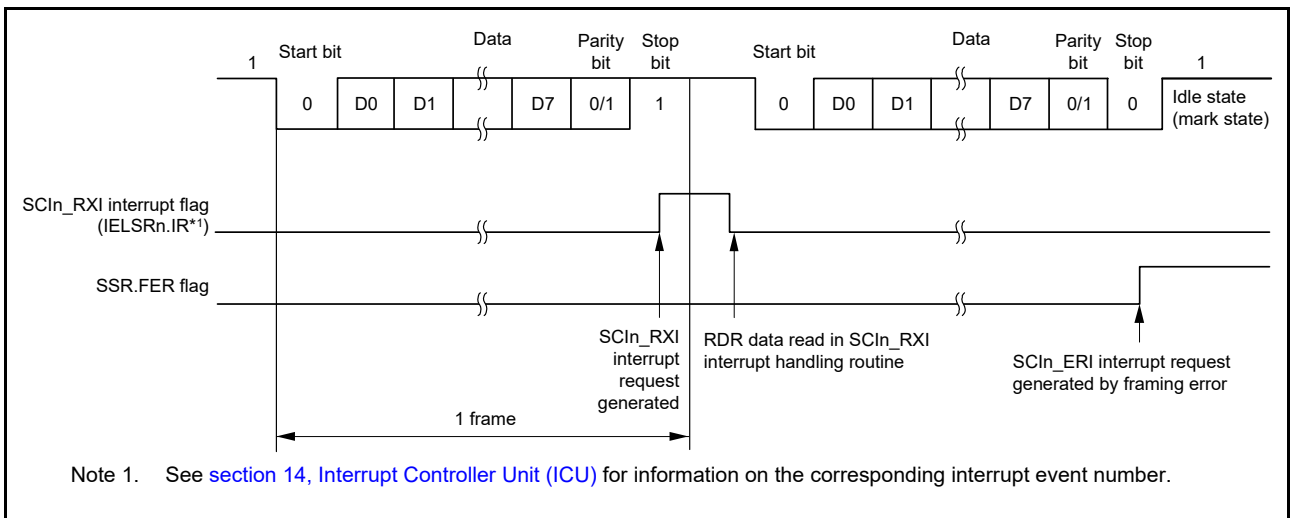 Start bit Data Parity bit Stop bit Start bit Data Parity bit Stop bit
1 1
0 D0 D1 D7 0/1 1 0 D0 D1 D7 0/1 0 Idle state (mark state)
SCIn_RXI interrupt flag
(IELSRn.IR*1)
SSR.FER flag
SCIn_RXI
interrupt
request
generated
RDR data read in SCIn_RXI
interrupt handling routine
SCIn_ERI interrupt request
generated by framing error
1 frame
Note 1. See section 14, Interrupt Controller Unit (ICU) for information on the corresponding interrupt event number.